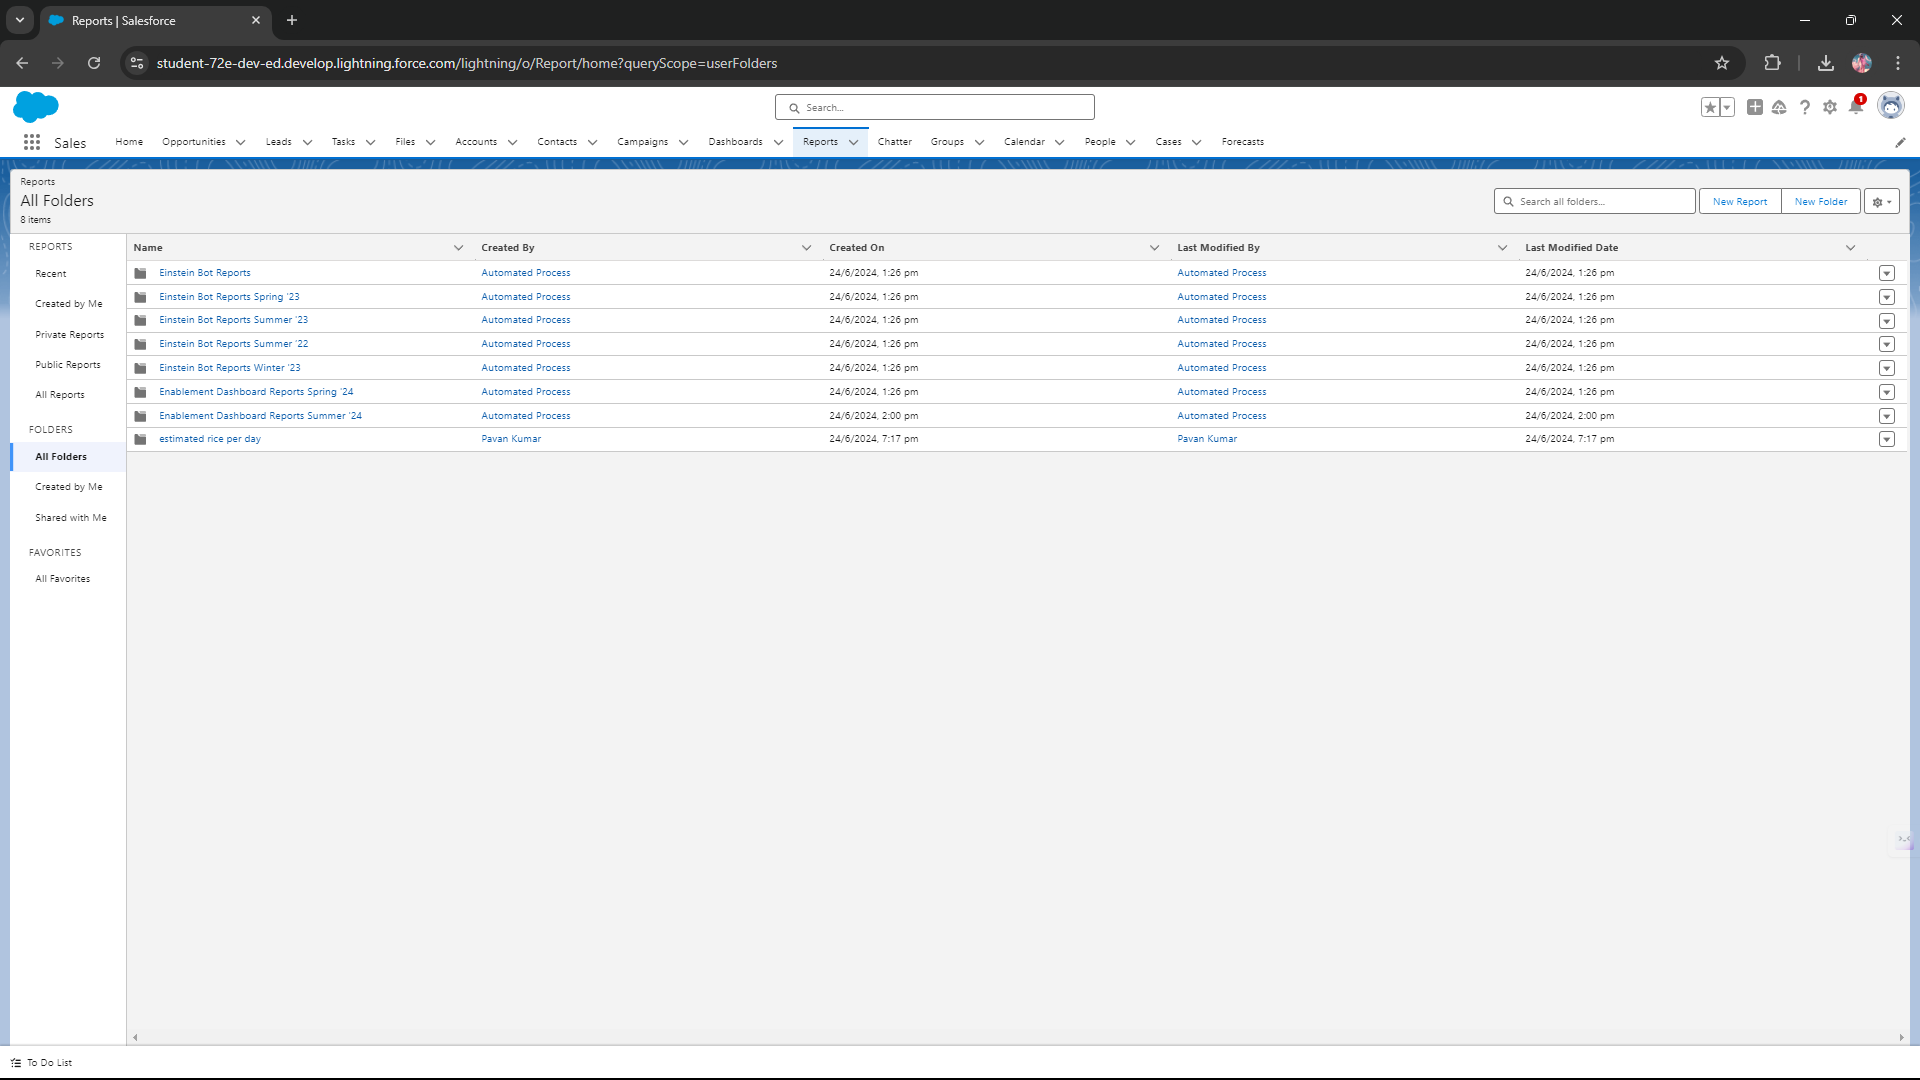 Reports | Salesforce
student-72e-dev-ed.develop.lightning.force.com/lightning/o/Report/home?queryScope=userFolders
Search...
1
Sales Home Opportunities Leads Tasks Files Accounts Contacts Campaigns Dashboards Reports Chatter Groups Calendar People Cases Forecasts
Reports
All Folders
8 items
Search all folders...
New Report
New Folder
REPORTS
Recent
Created by Me
Private Reports
Public Reports
All Reports
FOLDERS
All Folders
Created by Me
Shared with Me
FAVORITES
All Favorites
Name Created By Created On Last Modified By Last Modified Date
Einstein Bot Reports Automated Process 24/6/2024, 1:26 pm Automated Process 24/6/2024, 1:26 pm
Einstein Bot Reports Spring '23 Automated Process 24/6/2024, 1:26 pm Automated Process 24/6/2024, 1:26 pm
Einstein Bot Reports Summer '23 Automated Process 24/6/2024, 1:26 pm Automated Process 24/6/2024, 1:26 pm
Einstein Bot Reports Summer '22 Automated Process 24/6/2024, 1:26 pm Automated Process 24/6/2024, 1:26 pm
Einstein Bot Reports Winter '23 Automated Process 24/6/2024, 1:26 pm Automated Process 24/6/2024, 1:26 pm
Enablement Dashboard Reports Spring '24 Automated Process 24/6/2024, 1:26 pm Automated Process 24/6/2024, 1:26 pm
Enablement Dashboard Reports Summer '24 Automated Process 24/6/2024, 2:00 pm Automated Process 24/6/2024, 2:00 pm
estimated rice per day Pavan Kumar 24/6/2024, 7:17 pm Pavan Kumar 24/6/2024, 7:17 pm
To Do List